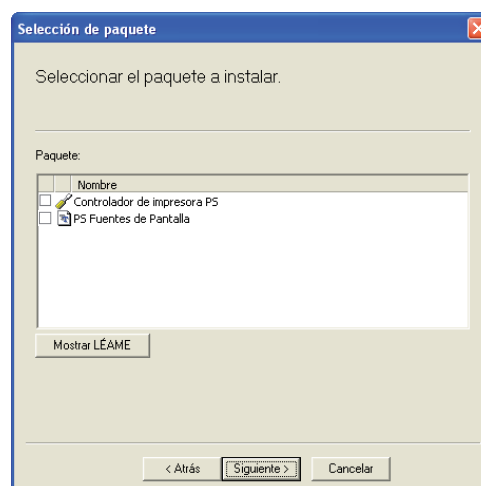 Selección de paquete
Seleccionar el paquete a instalar.
Paquete:
Nombre
Controlador de impresora PS
PS Fuentes de Pantalla
Mostrar LÉAME
< Atrás Siguiente > Cancelar